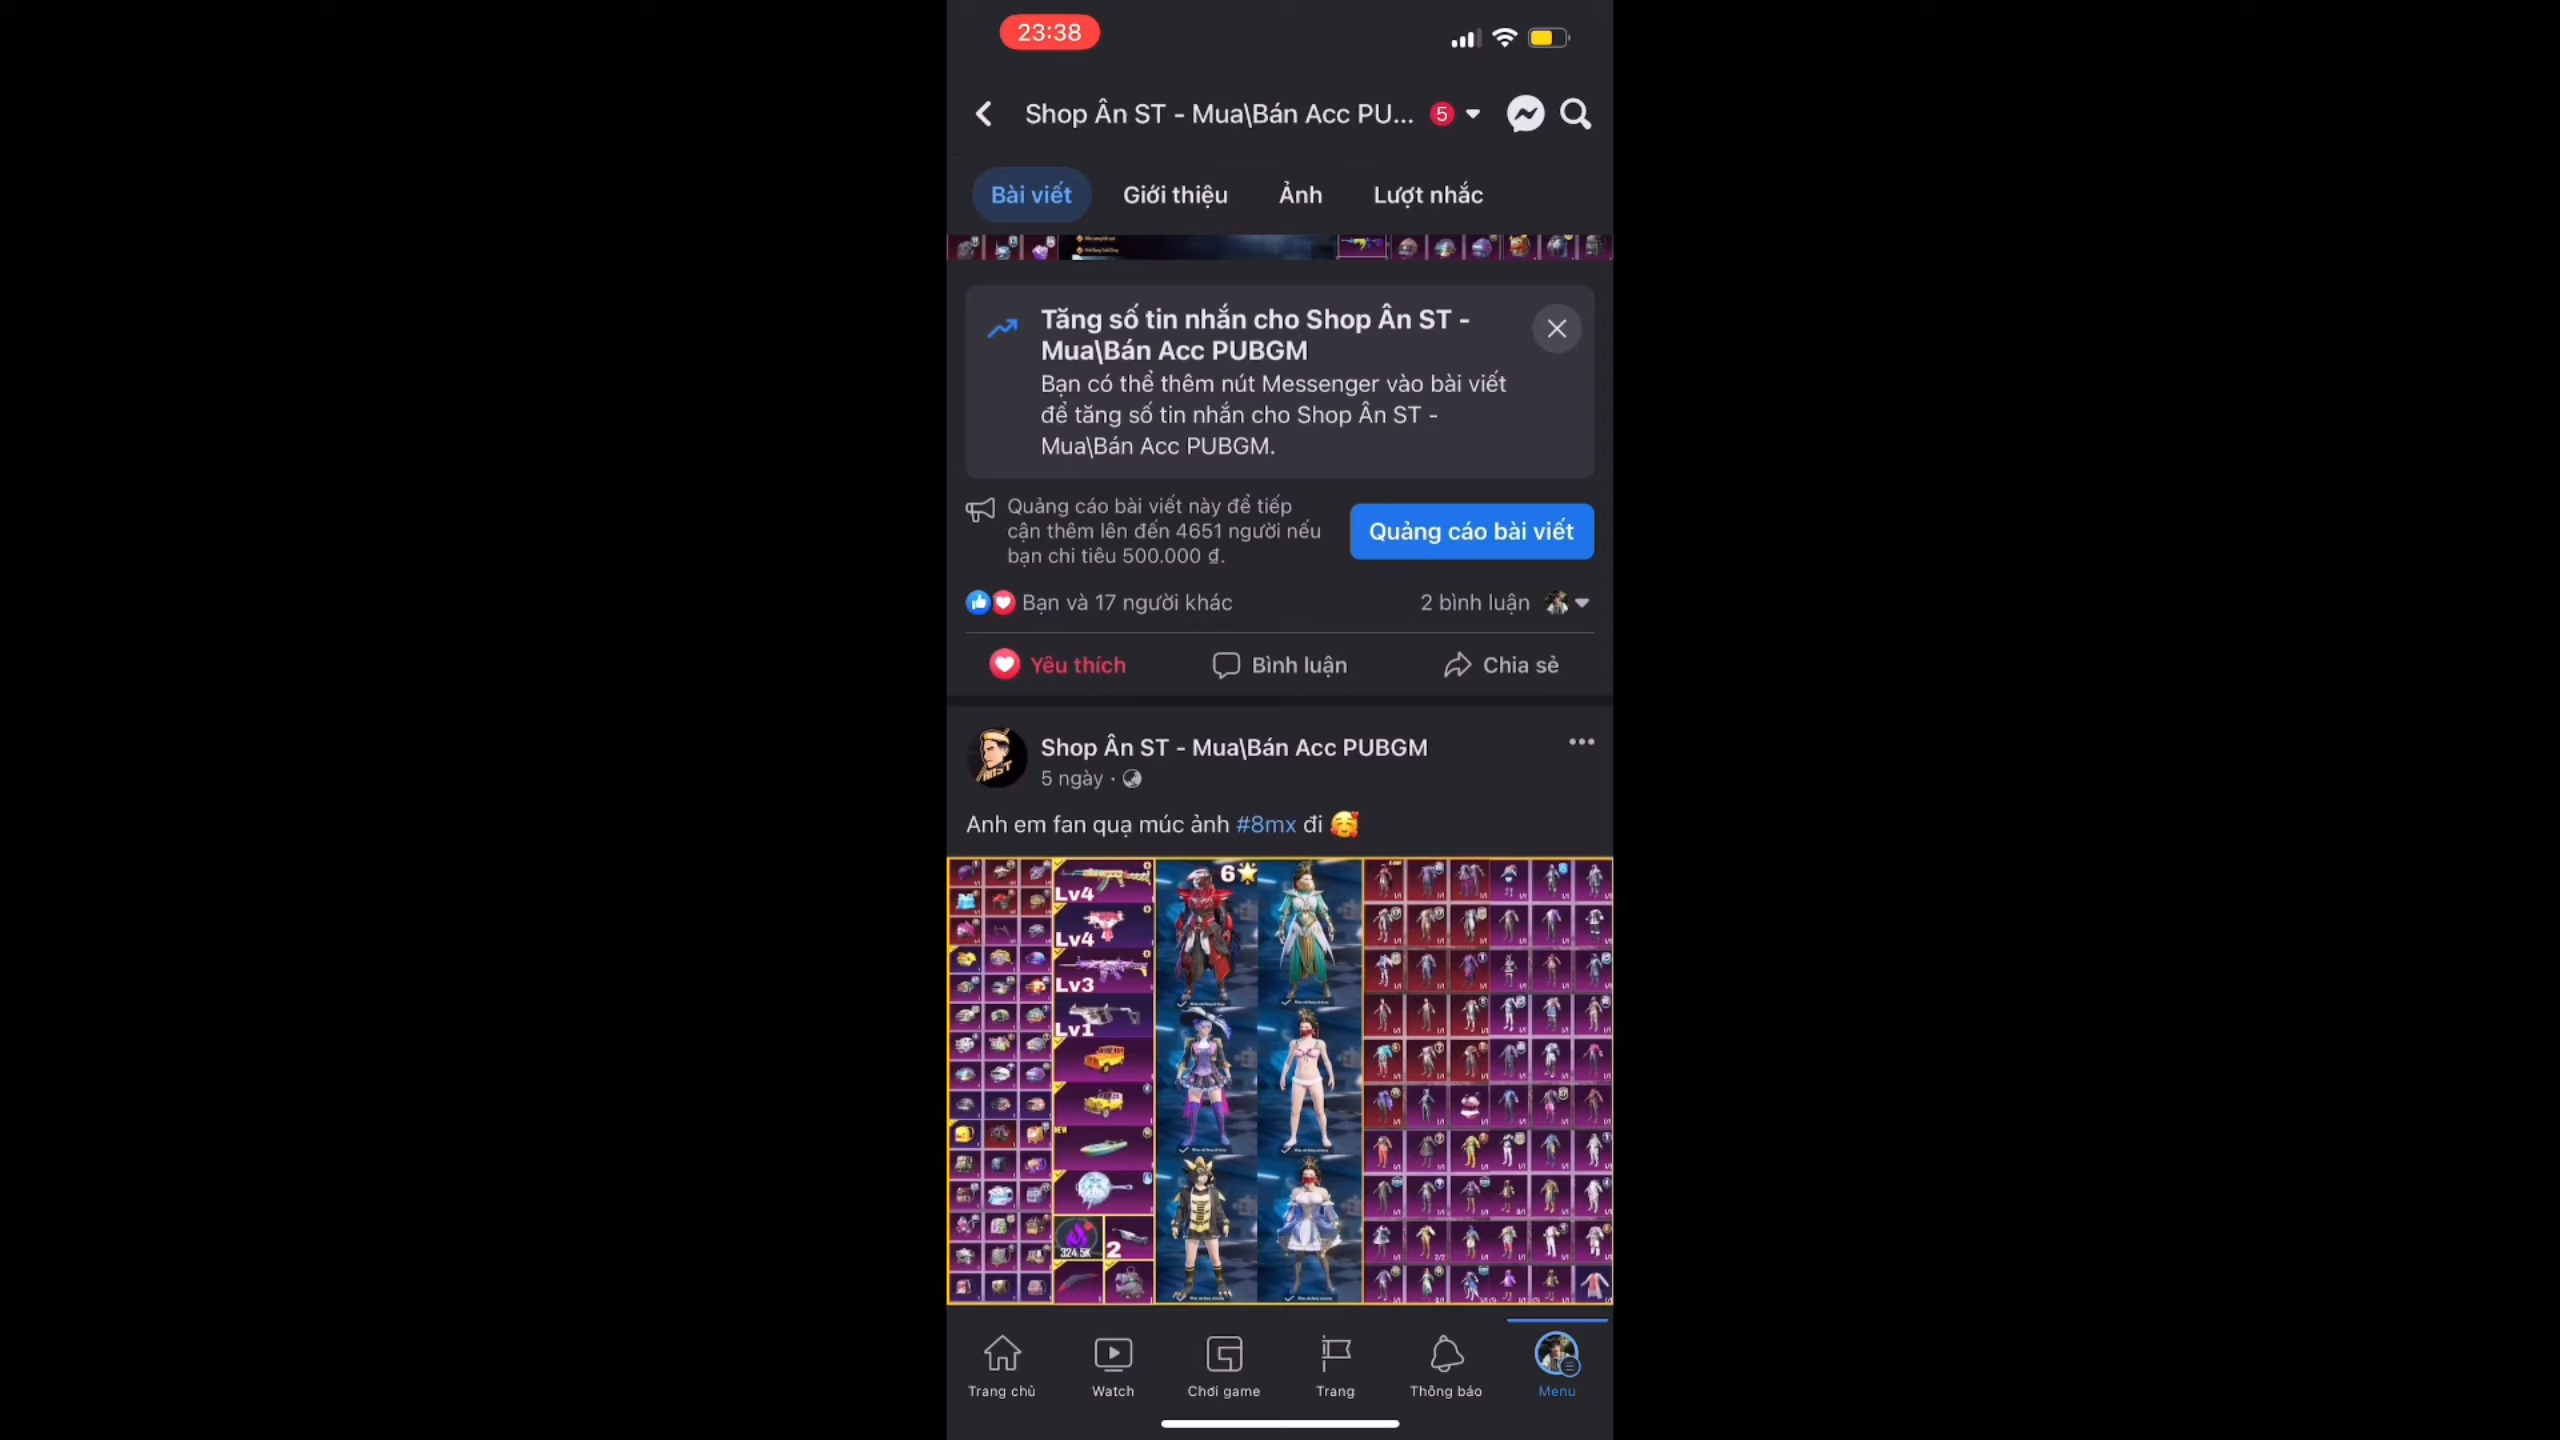 23:38
Shop Ân ST - Mua\Bán Acc PU... 5
Bài viết Giới thiệu Ảnh Lượt nhắc
Tăng số tin nhắn cho Shop Ân ST -
Mua\Bán Acc PUBGM
Bạn có thể thêm nút Messenger vào bài viết
để tăng số tin nhắn cho Shop Ân ST -
Mua\Bán Acc PUBGM.
Quảng cáo bài viết này để tiếp
cận thêm lên đến 4651 người nếu
bạn chi tiêu 500.000 ₫.
Quảng cáo bài viết
Bạn và 17 người khác
2 bình luận
Yêu thích Bình luận Chia sẻ
Shop Ân ST - Mua\Bán Acc PUBGM
5 ngày ·
Anh em fan quạ múc ảnh #8mx đi
Lv4
Lv4
Lv3
Lv1
NEW
324.5K
2
6
Trang chủ Watch Chơi game Trang Thông báo Menu